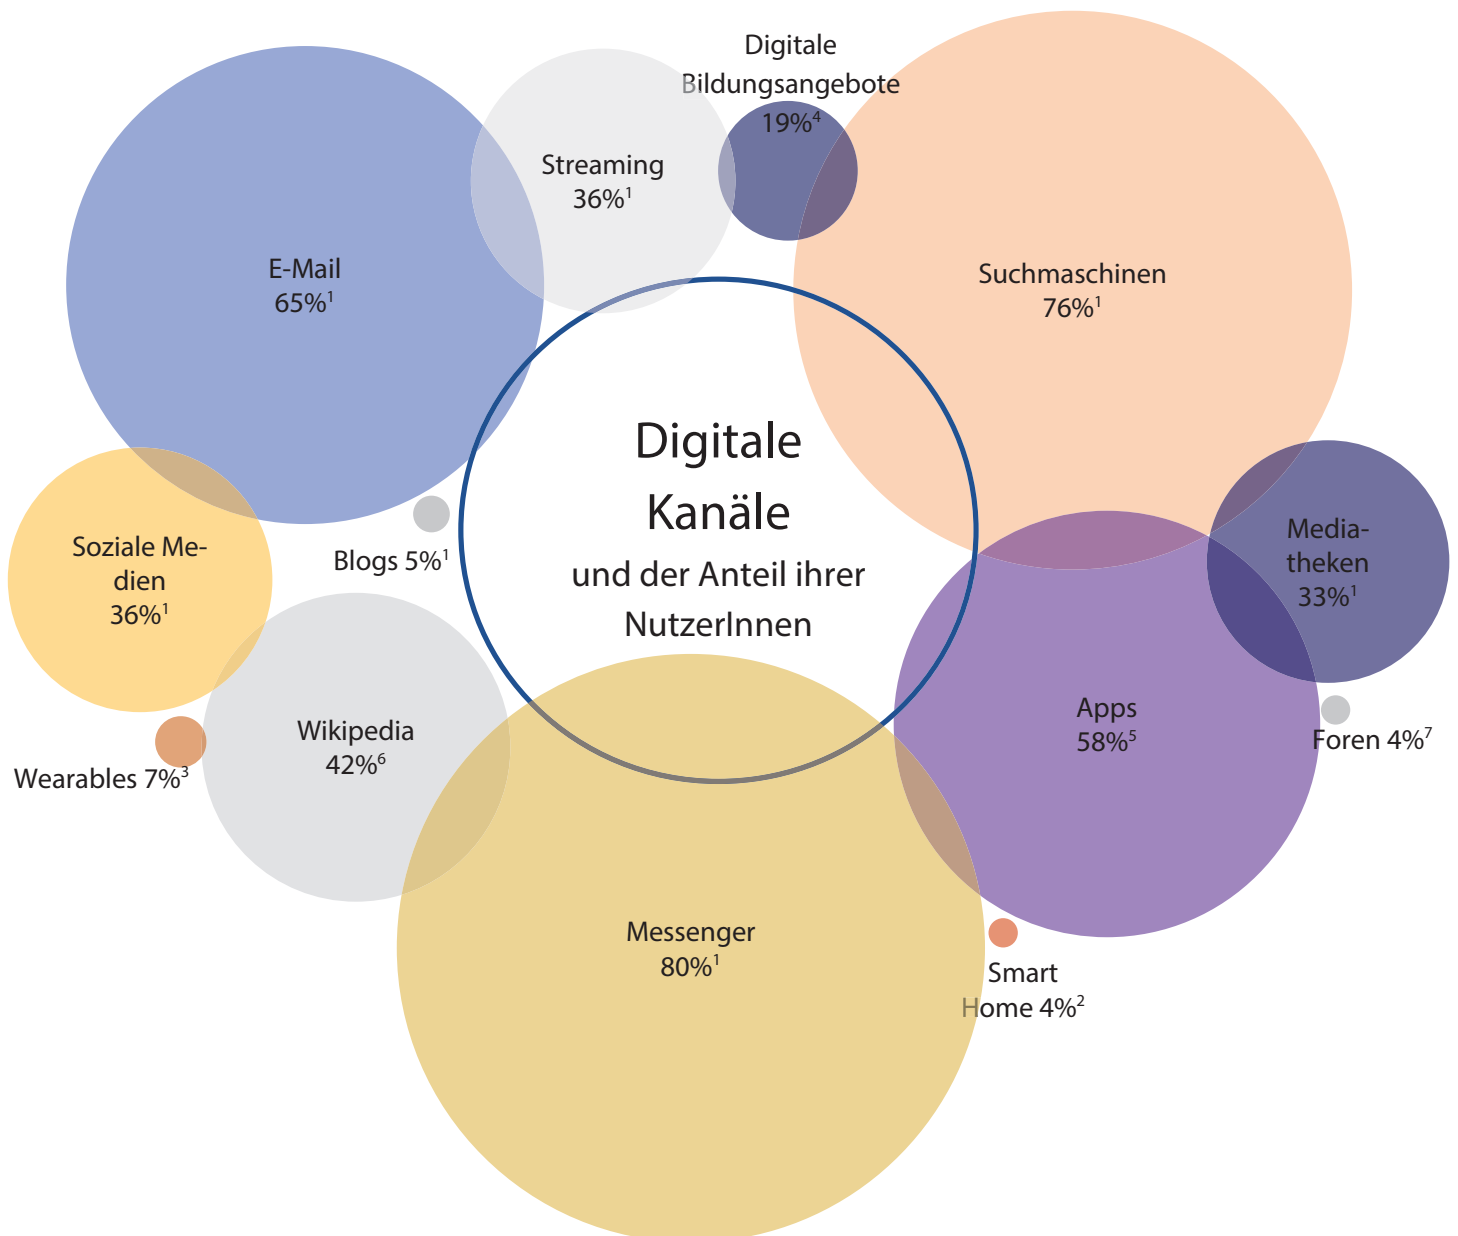 Digitale
Bildungsangebote
19%⁴
Streaming
36%¹
E-Mail
65%¹
Suchmaschinen
76%¹
Digitale
Kanäle
und der Anteil ihrer
NutzerInnen
Soziale Me-
dien
36%¹
Blogs 5%¹
Media-
theken
33%¹
Wikipedia
42%⁶
Wearables 7%³
Apps
58%⁵
Foren 4%⁷
Messenger
80%¹
Smart
Home 4%²